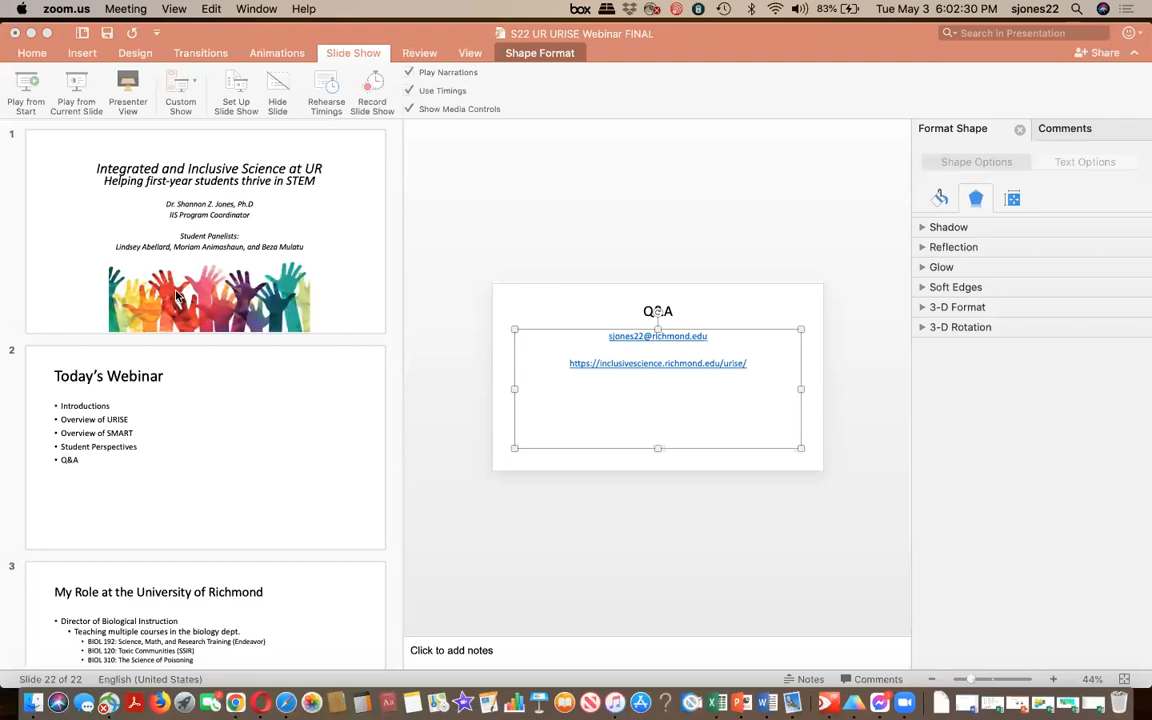 zoom.us Meeting View Edit Window Help
box 83% Tue May 3 6:02:30 PM sjones22
S22 UR URISE Webinar FINAL
Search in Presentation
Home Insert Design Transitions Animations Slide Show Review View Shape Format
Share
Play from Start
Play from Current Slide
Presenter View
Custom Show
Set Up Slide Show
Hide Slide
Rehearse Timings
Record Slide Show
Play Narrations
Use Timings
Show Media Controls
1
Integrated and Inclusive Science at UR
Helping first-year students thrive in STEM
Dr. Shannon Z. Jones, Ph.D
IIS Program Coordinator
Student Panelists:
Lindsey Abellard, Moriam Animashaun, and Beza Mulatu
2
Today's Webinar
• Introductions
• Overview of URISE
• Overview of SMART
• Student Perspectives
• Q&A
3
My Role at the University of Richmond
• Director of Biological Instruction
• Teaching multiple courses in the biology dept.
• BIOL 192: Science, Math, and Research Training (Endeavor)
• BIOL 120: Toxic Communities (SSIR)
• BIOL 310: The Science of Poisoning
Q&A
sjones22@richmond.edu
https://inclusivescience.richmond.edu/urise/
Format Shape
Comments
Shape Options
Text Options
Shadow
Reflection
Glow
Soft Edges
3-D Format
3-D Rotation
Click to add notes
Slide 22 of 22 English (United States) Notes Comments 44%